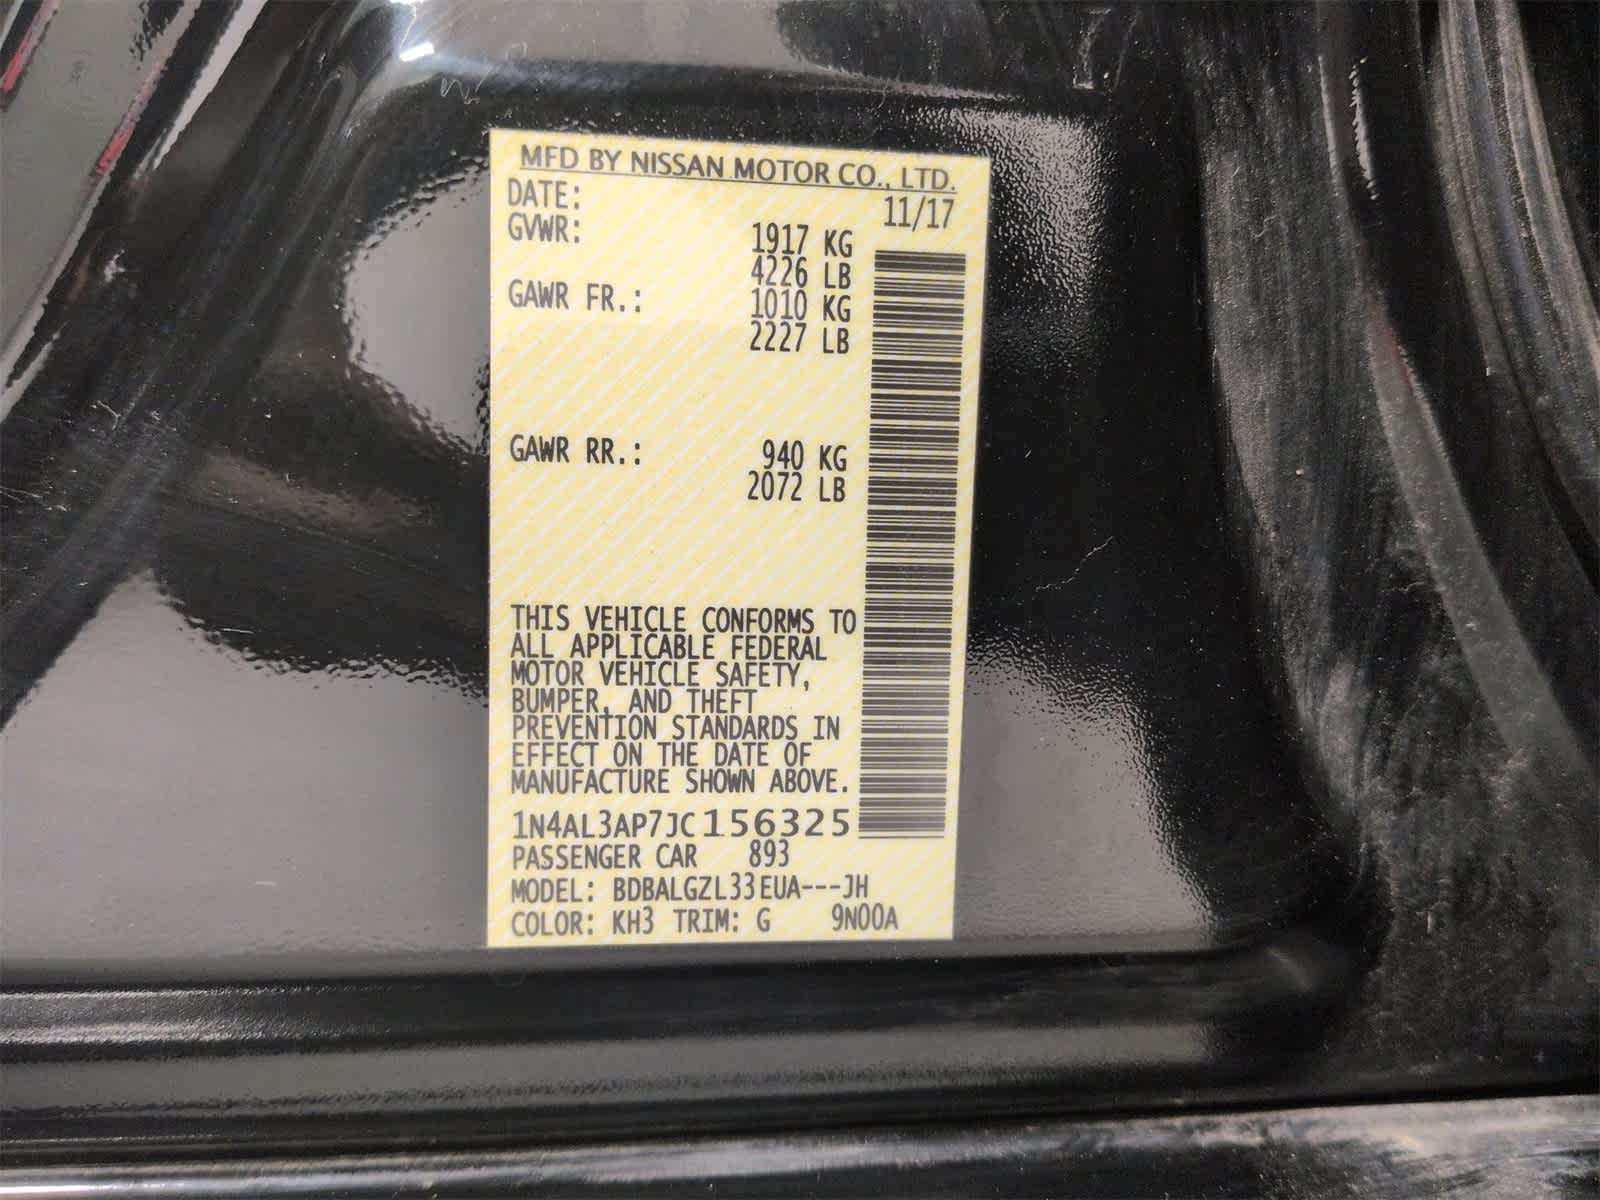 MFD BY NISSAN MOTOR CO., LTD.
DATE: 11/17
GVWR: 1917 KG
4226 LB
GAWR FR.: 1010 KG
2227 LB
GAWR RR.: 940 KG
2072 LB
THIS VEHICLE CONFORMS TO
ALL APPLICABLE FEDERAL
MOTOR VEHICLE SAFETY,
BUMPER, AND THEFT
PREVENTION STANDARDS IN
EFFECT ON THE DATE OF
MANUFACTURE SHOWN ABOVE.
1N4AL3AP7JC156325
PASSENGER CAR 893
MODEL: BDBALGZL33EUA---JH
COLOR: KH3 TRIM: G 9N00A